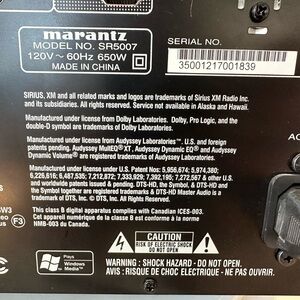 marantz
MODEL NO. SR5007
120V ~ 60Hz 650W
MADE IN CHINA
SERIAL NO.
35001217001839
SIRIUS, XM and all related marks and logos are trademarks of Sirius XM Radio Inc.
and its subsidiaries. All rights reserved. Service not available in Alaska and Hawaii.
Manufactured under license from Dolby Laboratories. Dolby, Pro Logic, and the
double-D symbol are trademarks of Dolby Laboratories.
Manufactured under license from Audyssey Laboratories™. U.S. and foreign
patents pending. Audyssey MultEQ® XT, Audyssey Dynamic EQ® and Audyssey
Dynamic Volume® are registered trademarks of Audyssey Laboratories.
Manufactured under license under U.S. Patent Nos: 5,956,674; 5,974,380;
6,226,616; 6,487,535; 7,212,872; 7,333,929; 7,392,195; 7,272,567 & other U.S.
and worldwide patents issued & pending. DTS-HD, the Symbol, & DTS-HD
and the Symbol together are registered trademarks & DTS-HD Master Audio is a
trademark of DTS, Inc. © DTS, Inc. All Rights Reserved.
This class B digital apparatus complies with Canadian ICES-003.
Cet appareil numérique de la classe B est conforme à la norme
NMB-003 du Canada.
W3
F3
AC
Plays
Windows
Media™
CAUTION
RISK OF ELECTRIC SHOCK
DO NOT OPEN
WARNING : SHOCK HAZARD - DO NOT OPEN.
AVIS : RISQUE DE CHOC ELECTRIQUE - NE